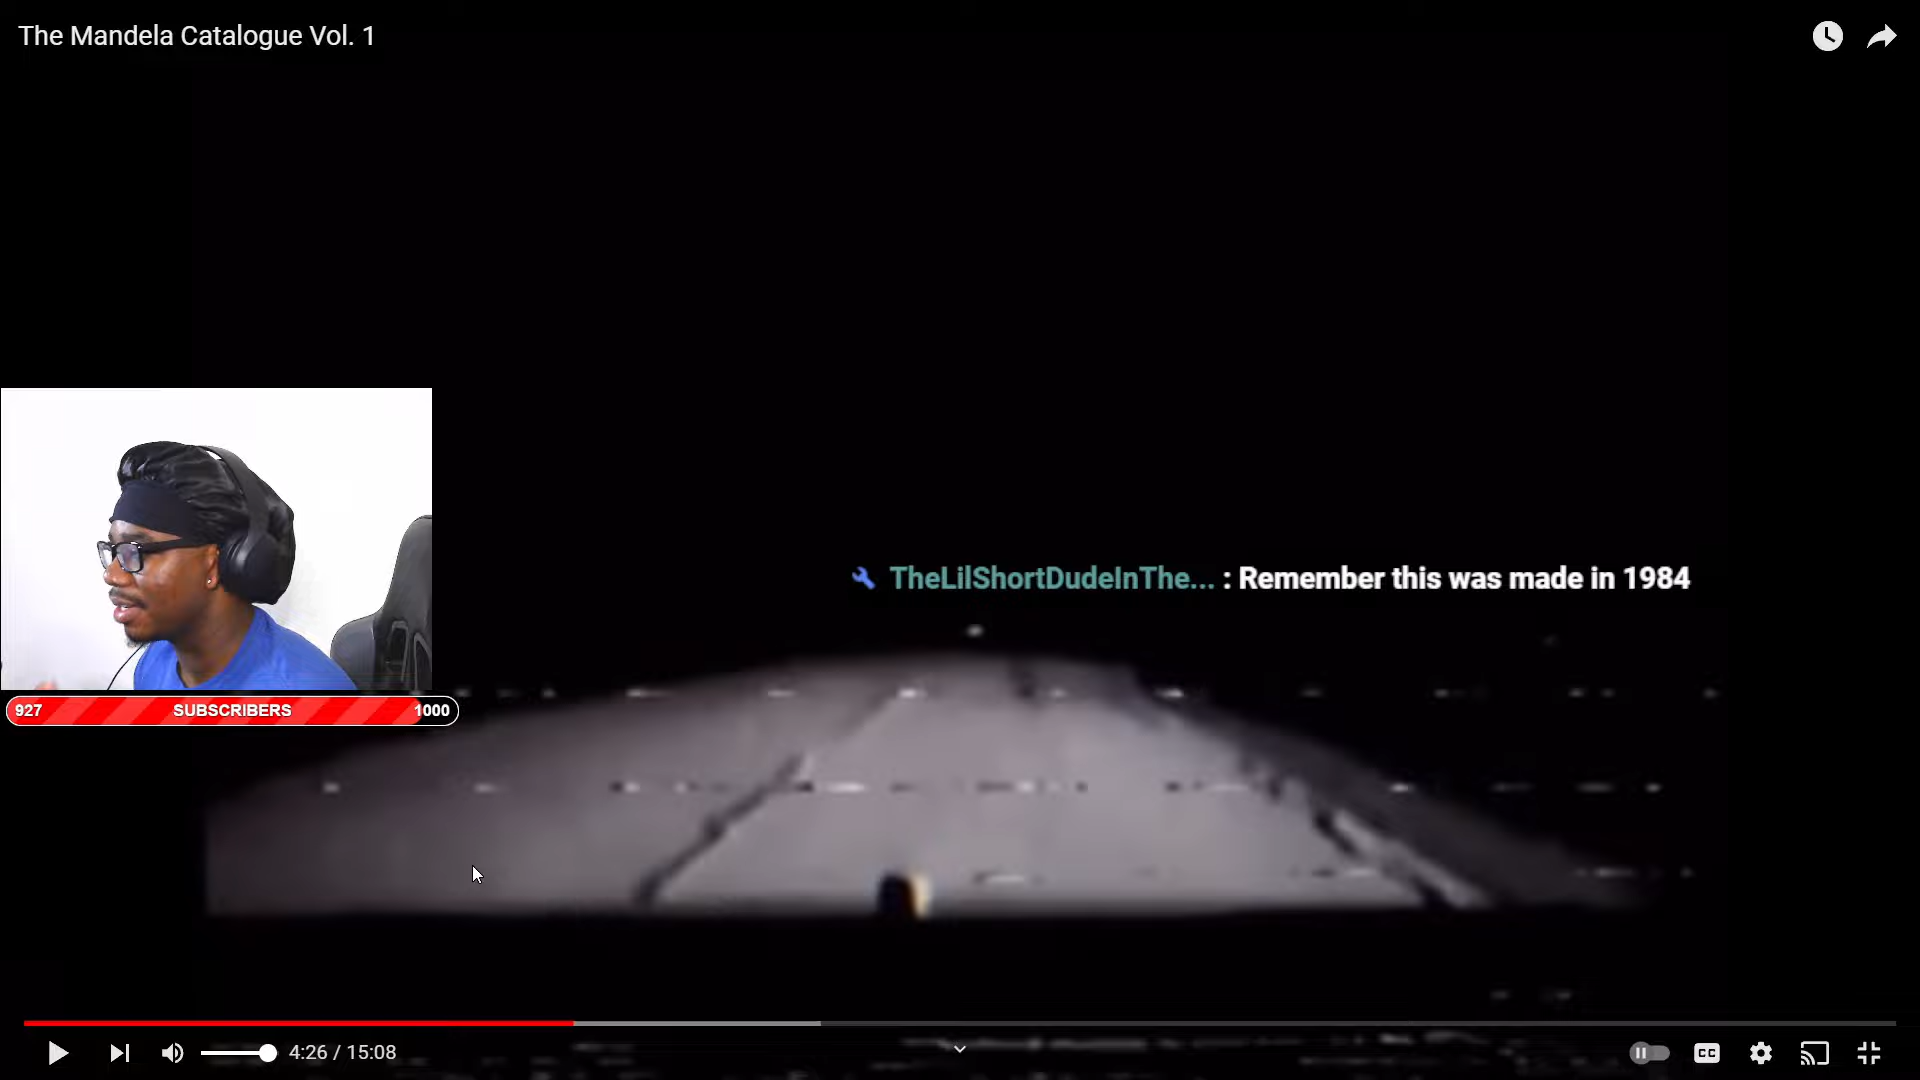 The Mandela Catalogue Vol. 1
TheLilShortDudeInThe... : Remember this was made in 1984
927 SUBSCRIBERS 1000
4:26 / 15:08
CC